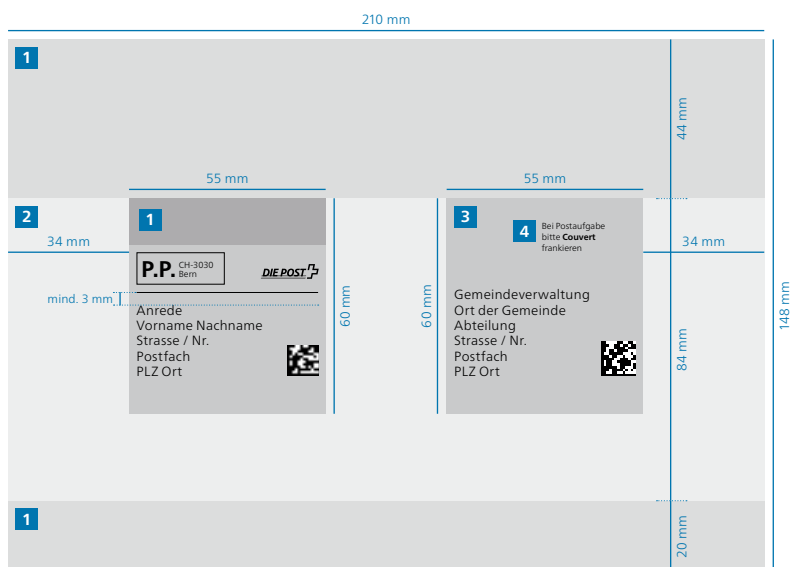 210 mm
1
44 mm
55 mm
55 mm
2
1
3
4
Bei Postaufgabe
bitte Couvert
frankieren
34 mm
34 mm
P.P.
CH-3030
Bern
DIE POST
mind. 3 mm
60 mm
60 mm
148 mm
Anrede
Vorname Nachname
Strasse / Nr.
Postfach
PLZ Ort
Gemeindeverwaltung
Ort der Gemeinde
Abteilung
Strasse / Nr.
Postfach
PLZ Ort
84 mm
1
20 mm